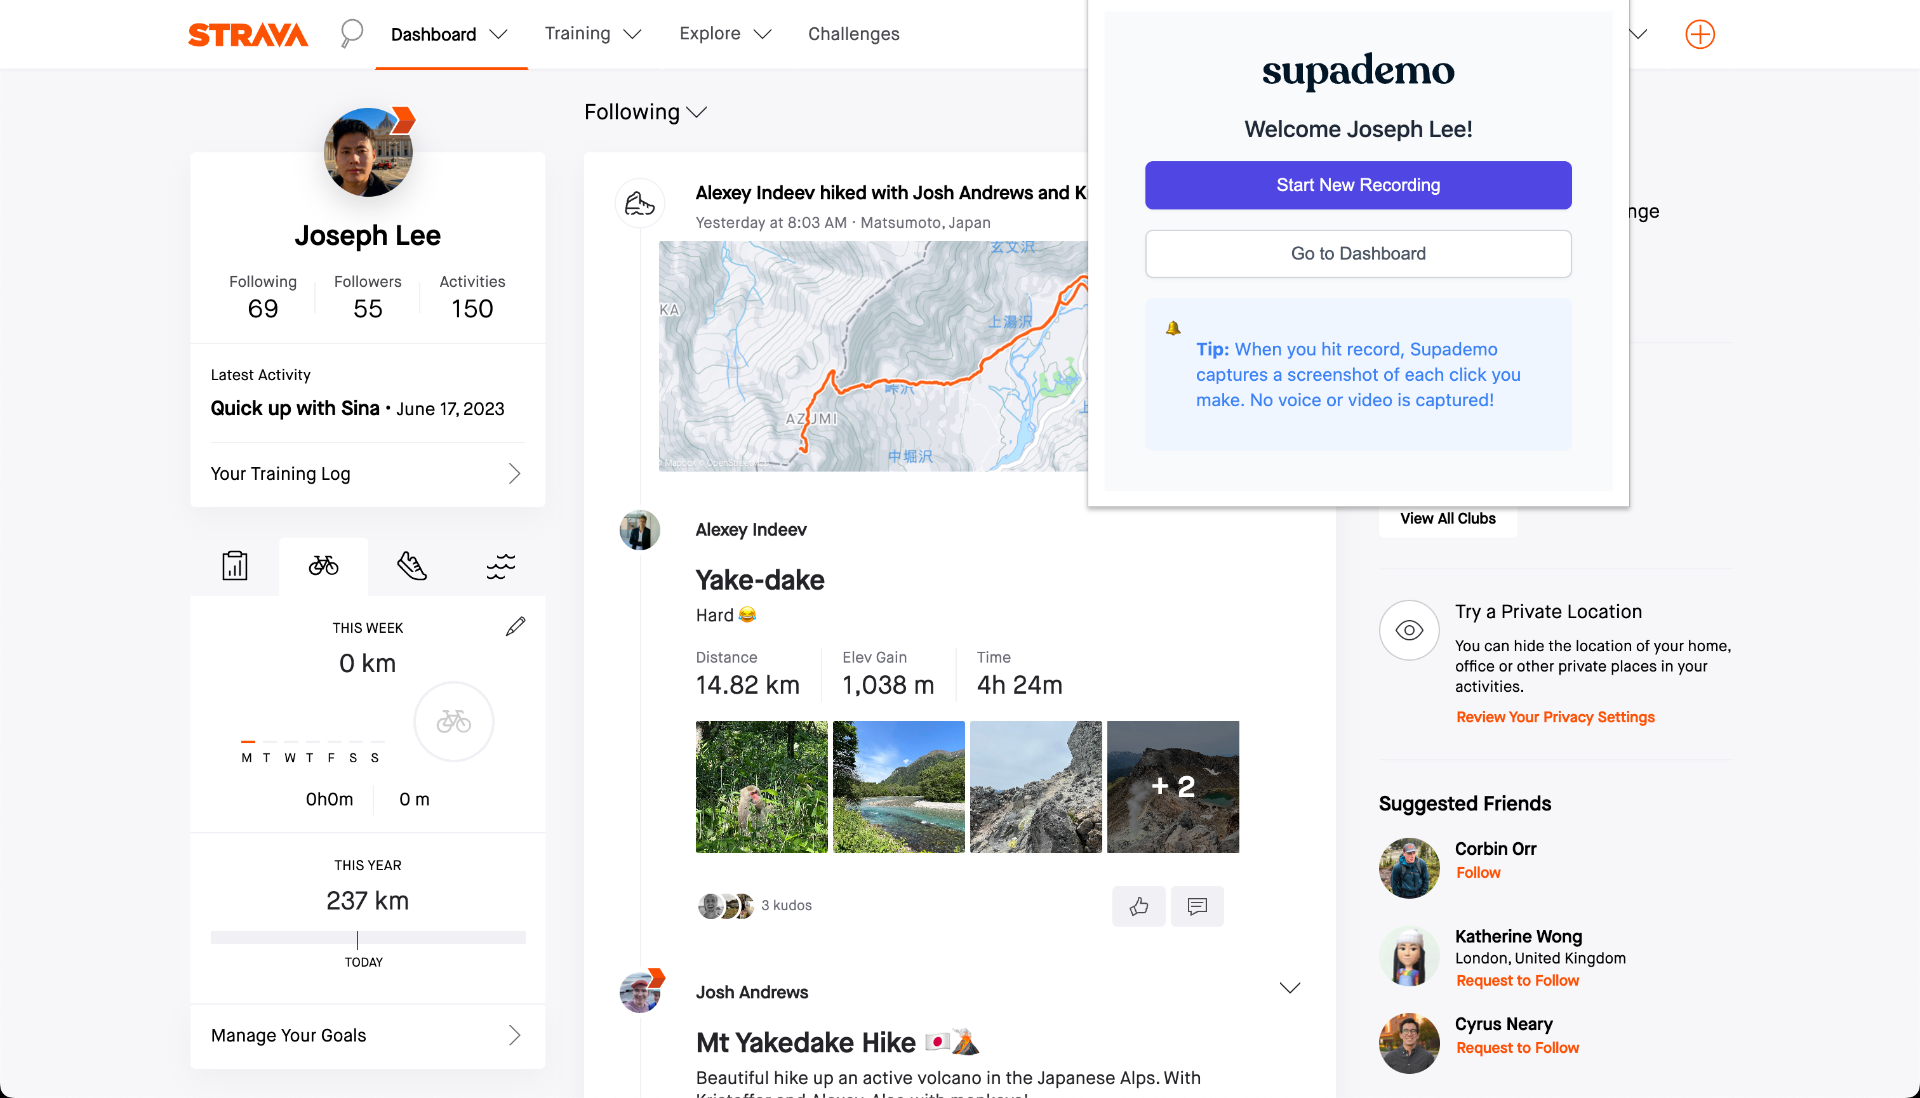 STRAVA
Dashboard
Training
Explore
Challenges
Following
Joseph Lee
Following
Followers
Activities
69
55
150
Latest Activity
Quick up with Sina • June 17, 2023
Your Training Log
THIS WEEK
0 km
M T W T F S S
0h0m
0 m
THIS YEAR
237 km
TODAY
Manage Your Goals
Alexey Indeev hiked with Josh Andrews and K
Yesterday at 8:03 AM · Matsumoto, Japan
玄文沢
KA
上湯沢
峠沢
AZUMI
中堀沢
Alexey Indeev
Yake-dake
Hard 😂
Distance
Elev Gain
Time
14.82 km
1,038 m
4h 24m
+ 2
3 kudos
Josh Andrews
Mt Yakedake Hike 🇯🇵🌋
Beautiful hike up an active volcano in the Japanese Alps. With
supademo
Welcome Joseph Lee!
Start New Recording
Go to Dashboard
Tip: When you hit record, Supademo
captures a screenshot of each click you
make. No voice or video is captured!
nge
View All Clubs
Try a Private Location
You can hide the location of your home,
office or other private places in your
activities.
Review Your Privacy Settings
Suggested Friends
Corbin Orr
Follow
Katherine Wong
London, United Kingdom
Request to Follow
Cyrus Neary
Request to Follow